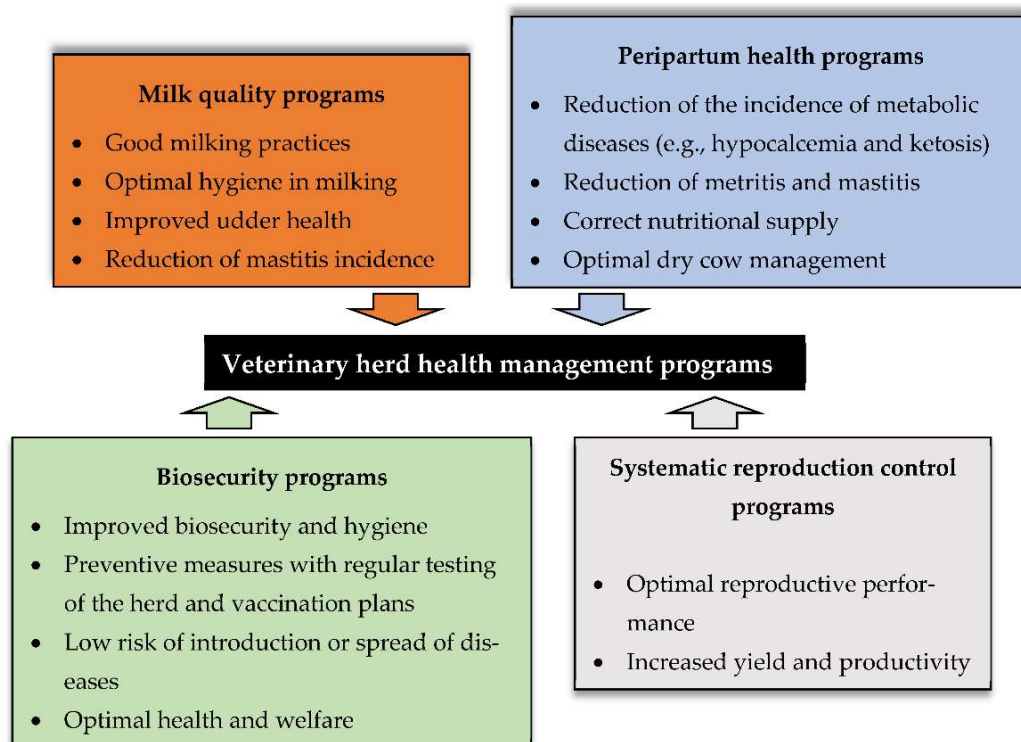 Milk quality programs
• Good milking practices
• Optimal hygiene in milking
• Improved udder health
• Reduction of mastitis incidence
Peripartum health programs
• Reduction of the incidence of metabolic
diseases (e.g., hypocalcemia and ketosis)
• Reduction of metritis and mastitis
• Correct nutritional supply
• Optimal dry cow management
Veterinary herd health management programs
Biosecurity programs
• Improved biosecurity and hygiene
• Preventive measures with regular testing
of the herd and vaccination plans
• Low risk of introduction or spread of dis-
eases
• Optimal health and welfare
Systematic reproduction control
programs
• Optimal reproductive perfor-
mance
• Increased yield and productivity